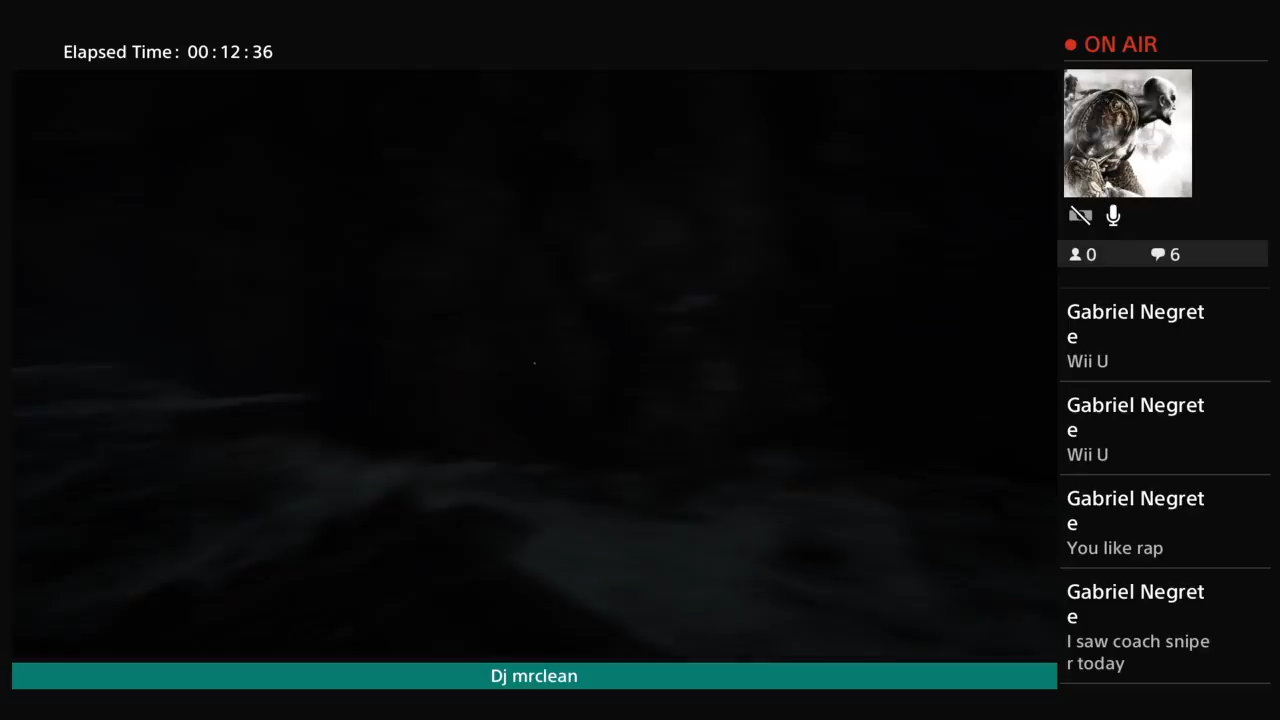 Elapsed Time: 00:12:36
ON AIR
0 6
Gabriel Negret
e
Wii U
Gabriel Negret
e
Wii U
Gabriel Negret
e
You like rap
Gabriel Negret
e
I saw coach snipe
r today
Dj mrclean